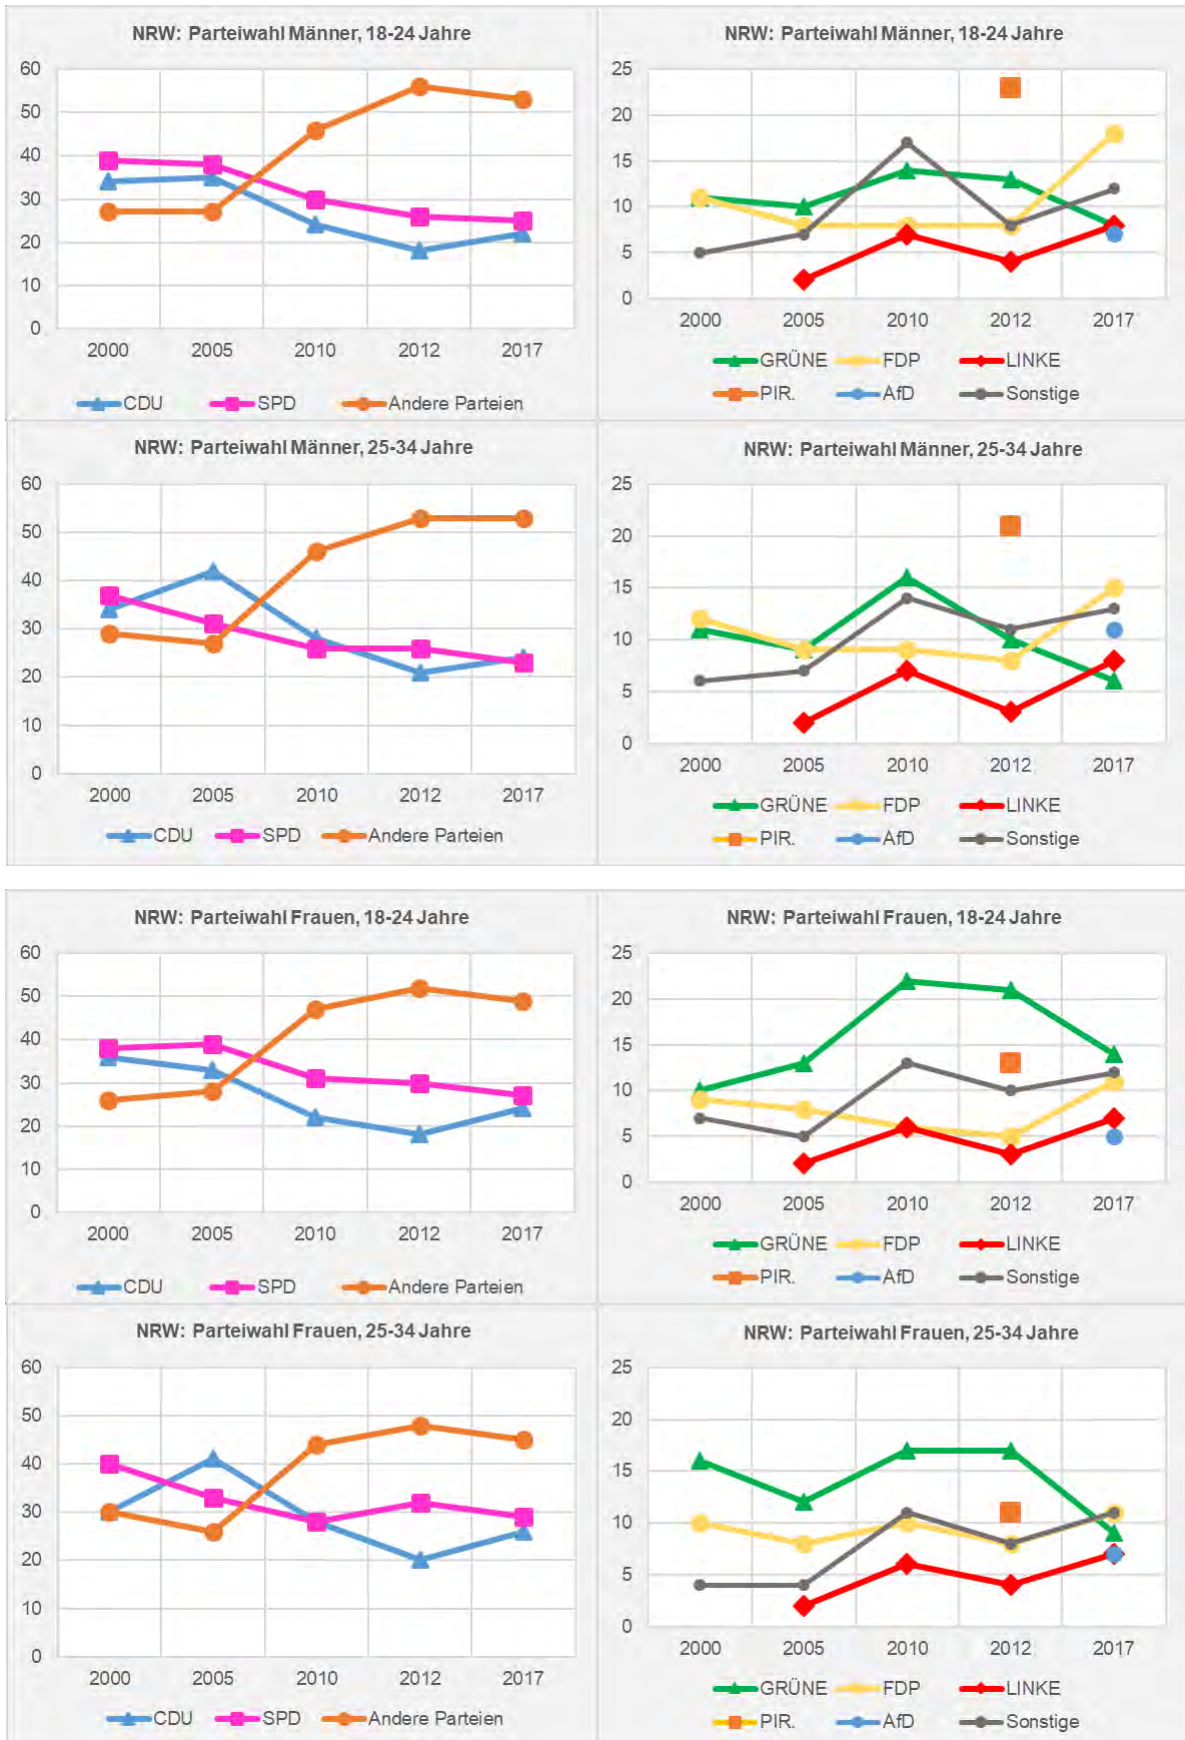 NRW: Parteiwahl Männer, 18-24 Jahre
60
50
40
30
20
10
0
2000 2005 2010 2012 2017
CDU SPD Andere Parteien
NRW: Parteiwahl Männer, 18-24 Jahre
25
20
15
10
5
0
2000 2005 2010 2012 2017
GRÜNE FDP LINKE
PIR. AfD Sonstige
NRW: Parteiwahl Männer, 25-34 Jahre
60
50
40
30
20
10
0
2000 2005 2010 2012 2017
CDU SPD Andere Parteien
NRW: Parteiwahl Männer, 25-34 Jahre
25
20
15
10
5
0
2000 2005 2010 2012 2017
GRÜNE FDP LINKE
PIR. AfD Sonstige
NRW: Parteiwahl Frauen, 18-24 Jahre
60
50
40
30
20
10
0
2000 2005 2010 2012 2017
CDU SPD Andere Parteien
NRW: Parteiwahl Frauen, 18-24 Jahre
25
20
15
10
5
0
2000 2005 2010 2012 2017
GRÜNE FDP LINKE
PIR. AfD Sonstige
NRW: Parteiwahl Frauen, 25-34 Jahre
60
50
40
30
20
10
0
2000 2005 2010 2012 2017
CDU SPD Andere Parteien
NRW: Parteiwahl Frauen, 25-34 Jahre
25
20
15
10
5
0
2000 2005 2010 2012 2017
GRÜNE FDP LINKE
PIR. AfD Sonstige